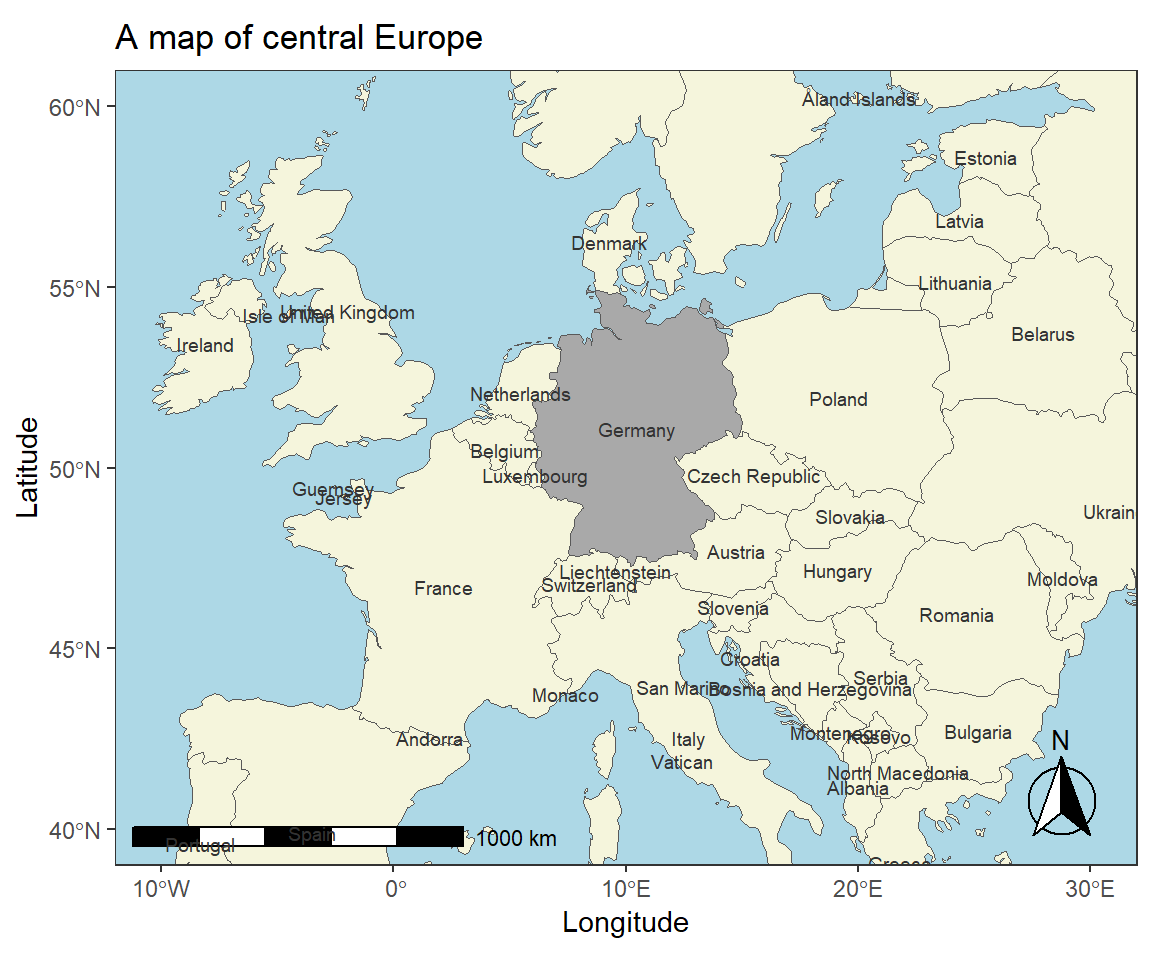 A map of central Europe
60°N
Aland Islands
Estonia
Latvia
Denmark
55°N
Lithuania
Isle of Man
United Kingdom
Belarus
Ireland
Netherlands
Poland
Germany
Belgium
50°N
Luxembourg
Czech Republic
Guernsey
Jersey
Slovakia
Ukrain
Austria
Liechtenstein
Hungary
Moldova
Switzerland
France
Slovenia
Romania
45°N
Croatia
Serbia
San Marino
Bosnia and Herzegovina
Monaco
Montenegro
Kosovo
Bulgaria
Andorra
Italy
N
Vatican
North Macedonia
Albania
40°N
Spain
1000 km
Portugal
Greece
10°W
0°
10°E
20°E
30°E
Latitude
Longitude